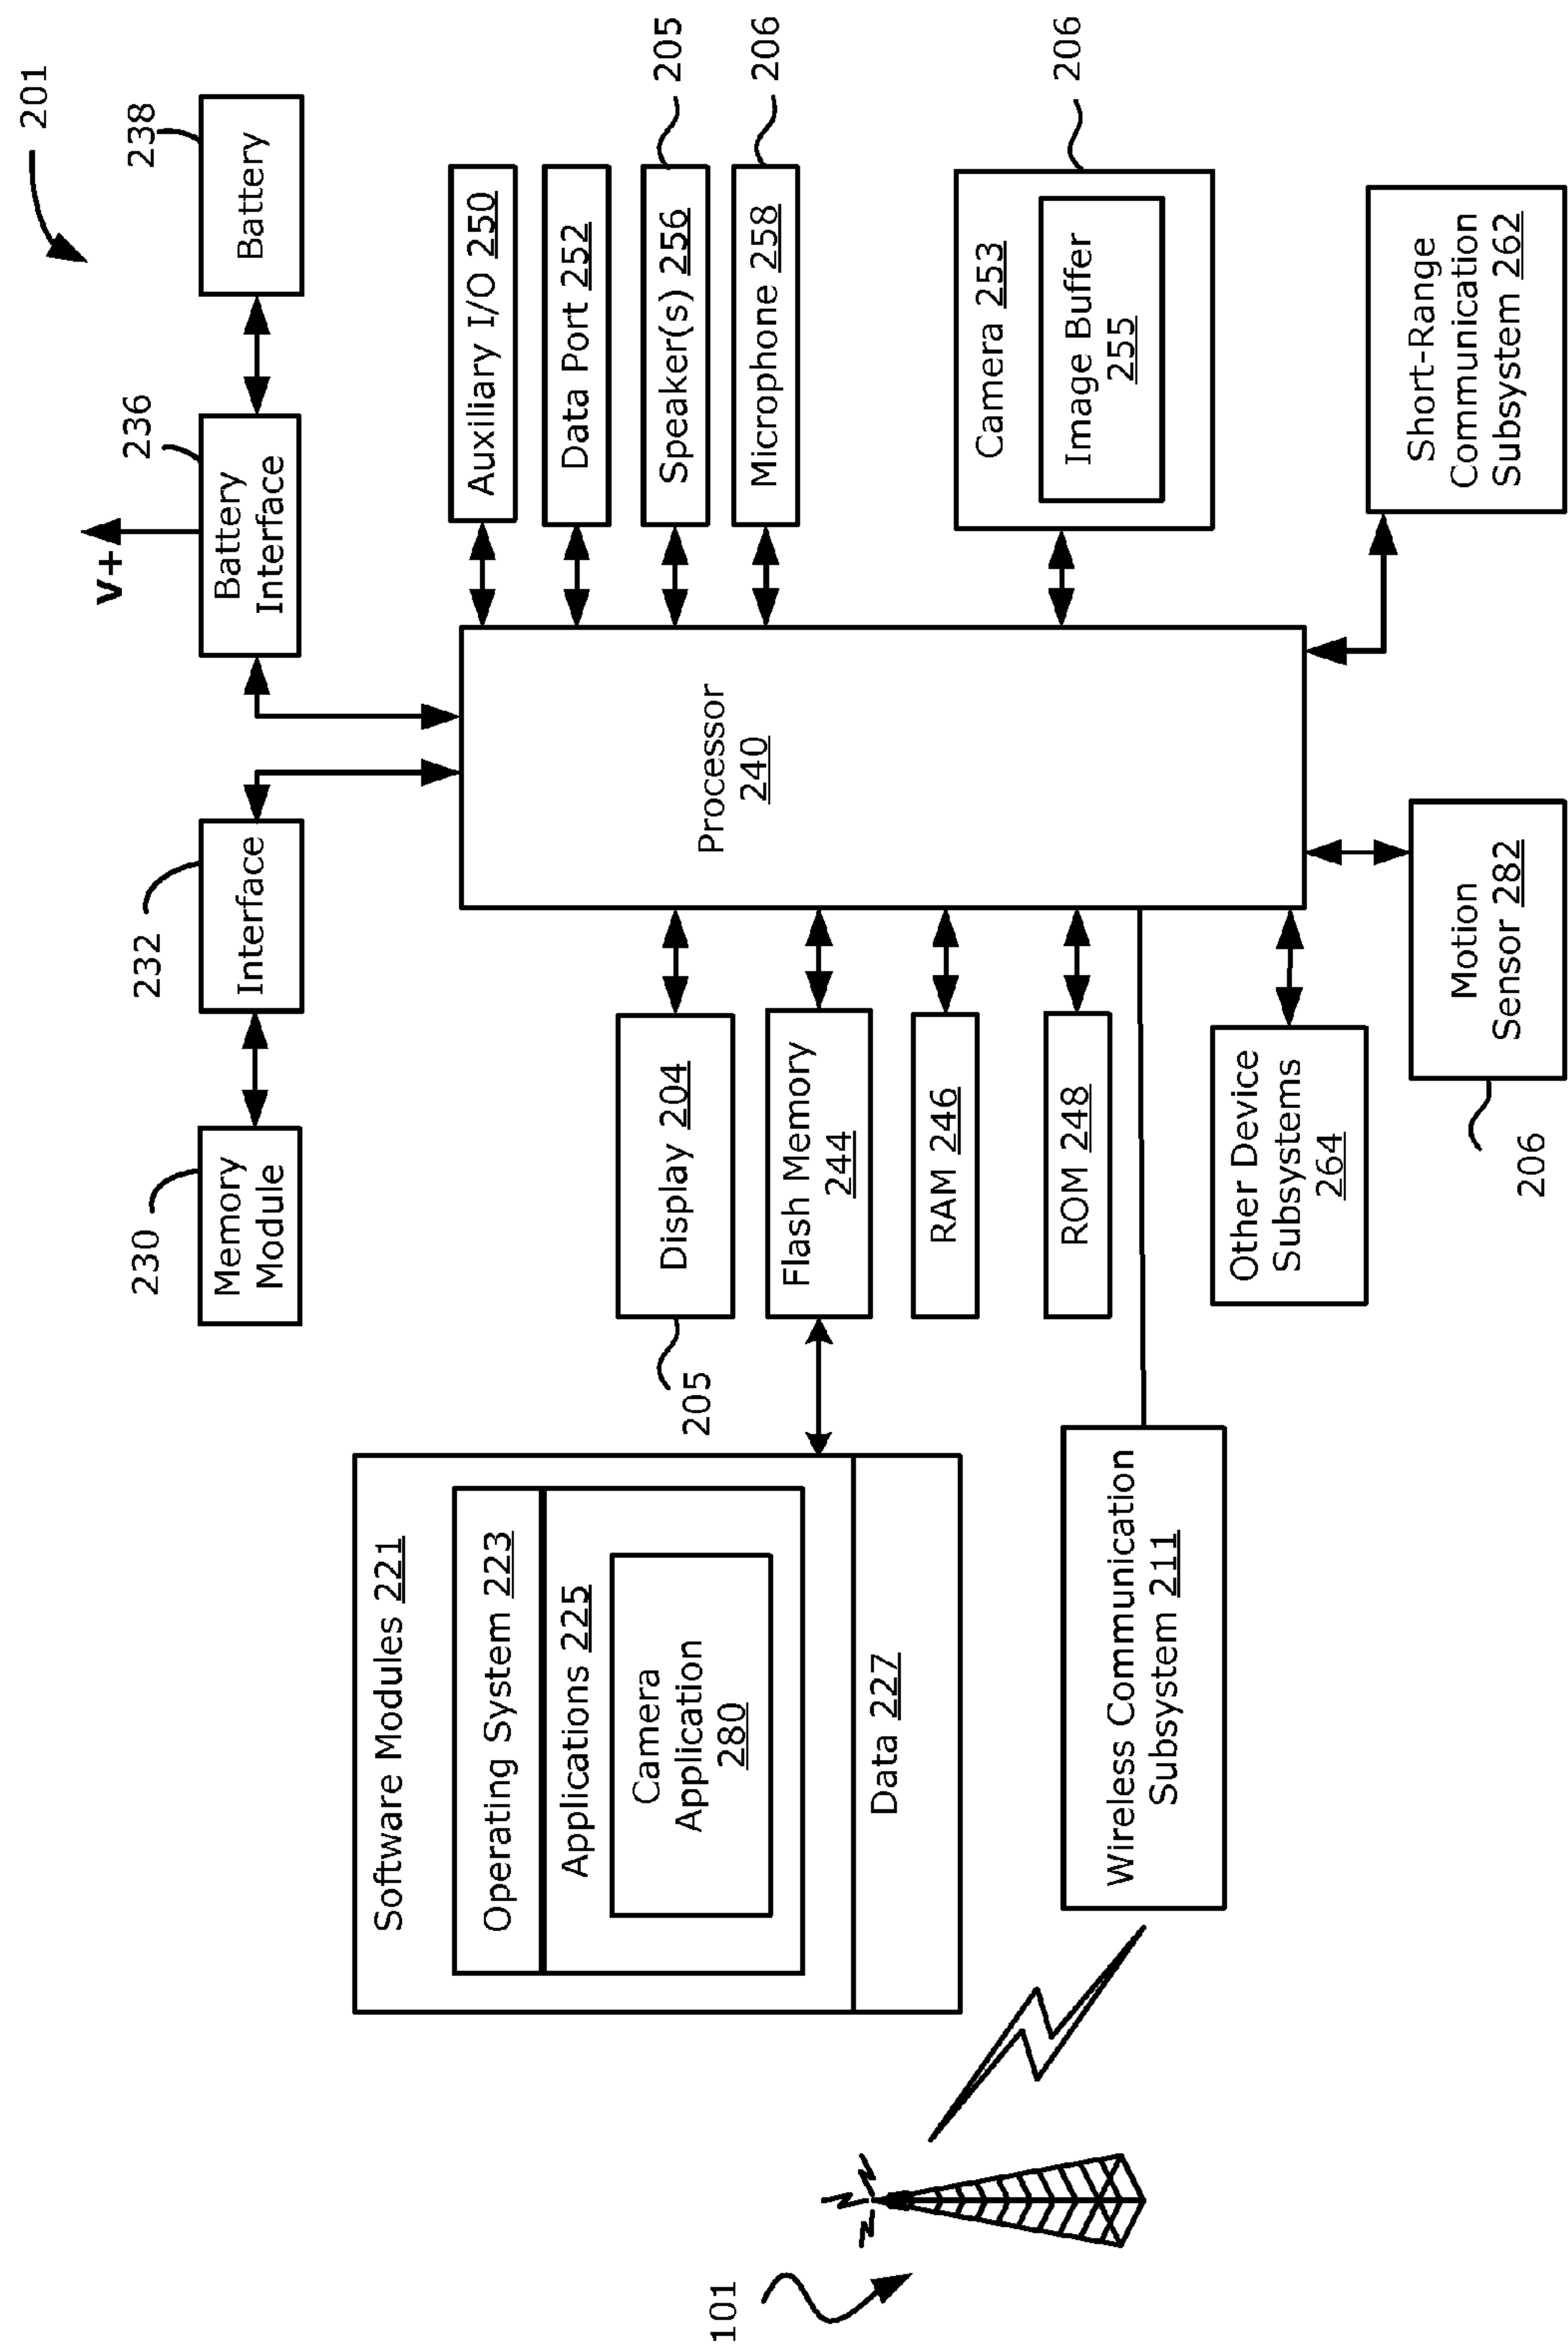 201
230
Memory
Module
232
Interface
V+
236
Battery
Interface
238
Battery
Software Modules 221
Operating System 223
Applications 225
Camera
Application
280
Data 227
205
Display 204
Flash Memory
244
RAM 246
ROM 248
Processor
240
Auxiliary I/O 250
Data Port 252
Speaker(s) 256
205
Microphone 258
206
Camera 253
Image Buffer
255
206
101
Wireless Communication
Subsystem 211
Other Device
Subsystems
264
Motion
Sensor 282
206
Short-Range
Communication
Subsystem 262